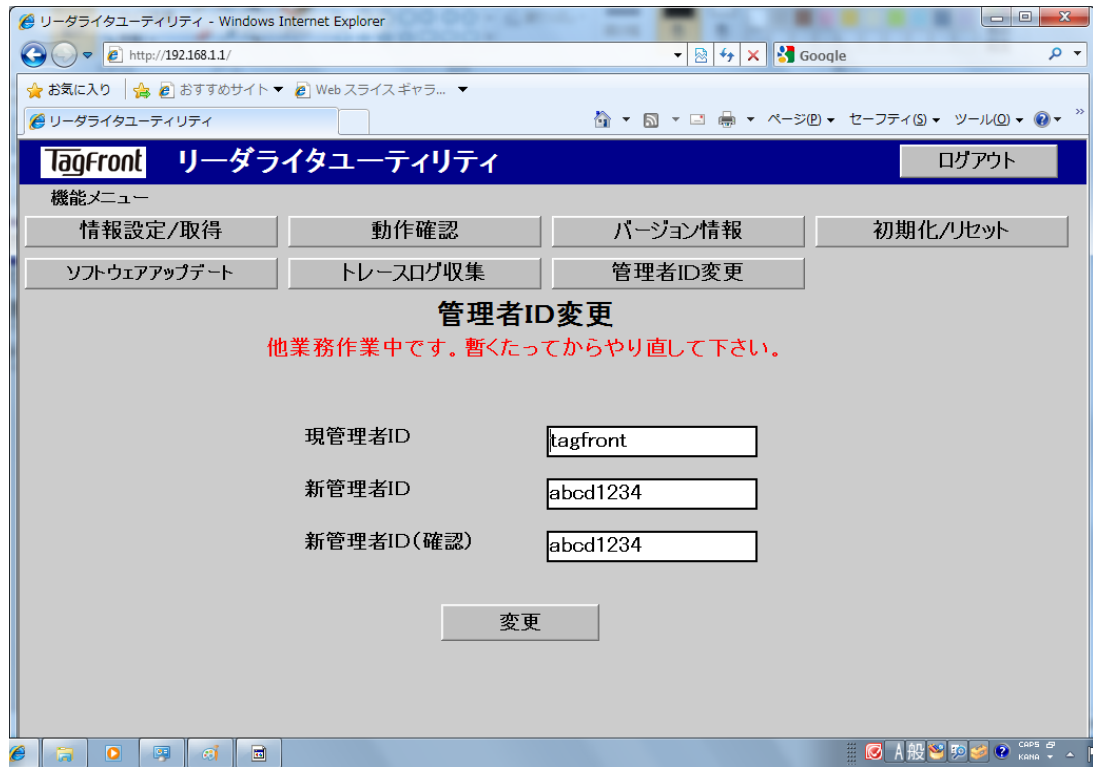 リーダライタユーティリティ - Windows Internet Explorer
http://192.168.1.1/
Google
お気に入り
おすすめサイト
Web スライス ギャラ...
リーダライタユーティリティ
ページ(P)
セーフティ(S)
ツール(O)
»
TagFront
リーダライタユーティリティ
ログアウト
機能メニュー
情報設定/取得
動作確認
バージョン情報
初期化/リセット
ソフトウェアアップデート
トレースログ収集
管理者ID変更
管理者ID変更
他業務作業中です。暫くたってからやり直して下さい。
現管理者ID
tagfront
新管理者ID
abcd1234
新管理者ID(確認)
abcd1234
変更
A 般
CAPS
KANA